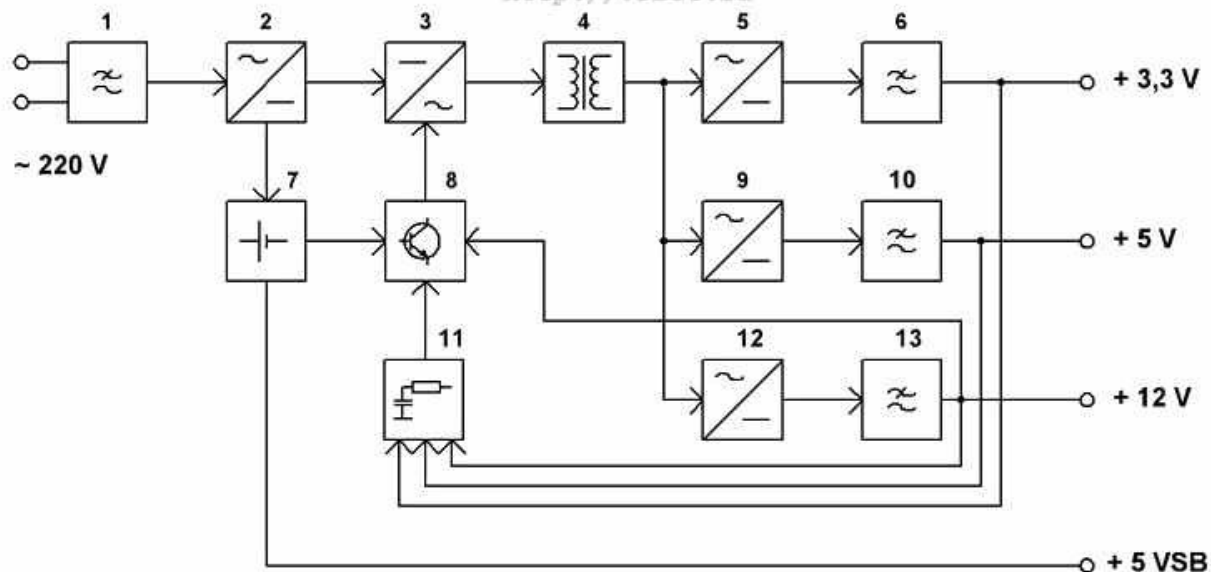 1 2 3 4 5 6
+ 3,3 V
~ 220 V
7 8 9 10
+ 5 V
11 12 13
+ 12 V
+ 5 VSB